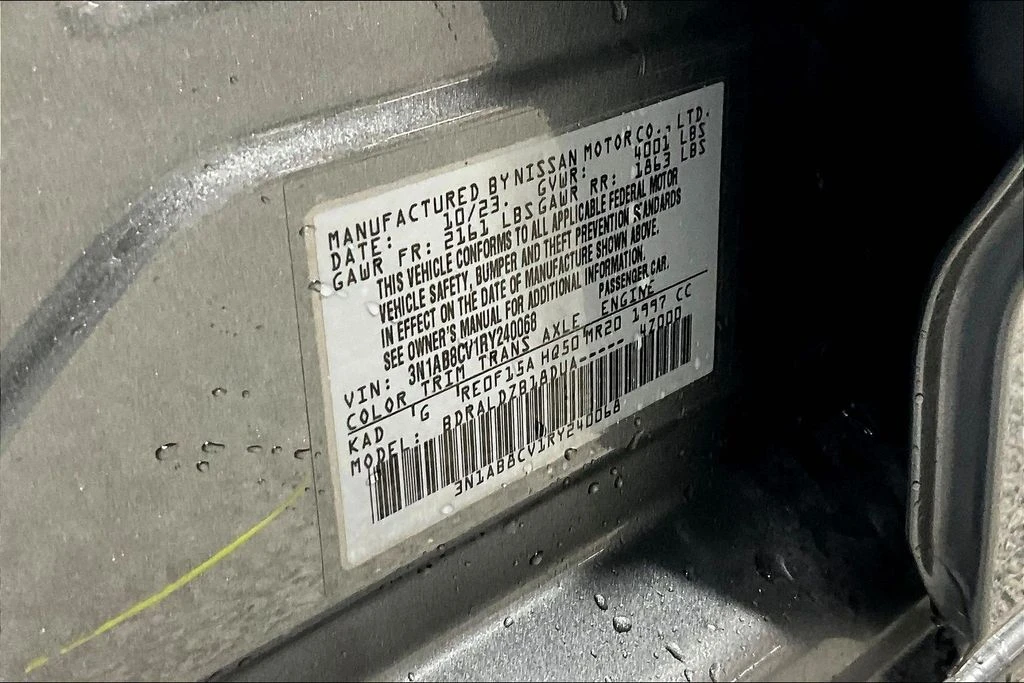 MANUFACTURED BY NISSAN MOTOR CO., LTD.
DATE: 10/23. GVWR: 4001 LBS
GAWR FR: 2161 LBS GAWR RR: 1863 LBS
THIS VEHICLE CONFORMS TO ALL APPLICABLE FEDERAL MOTOR
VEHICLE SAFETY, BUMPER AND THEFT PREVENTION STANDARDS
IN EFFECT ON THE DATE OF MANUFACTURE SHOWN ABOVE.
SEE OWNER'S MANUAL FOR ADDITIONAL INFORMATION.
VIN: 3N1AB8CV1RY240068 PASSENGER CAR.
COLOR TRIM TRANS AXLE ENGINE
KAD G RE0F15A HQ50 MR20 1997 CC
MODEL: BDRALDZB18DUA----- 4Z000
3N1AB8CV1RY240068